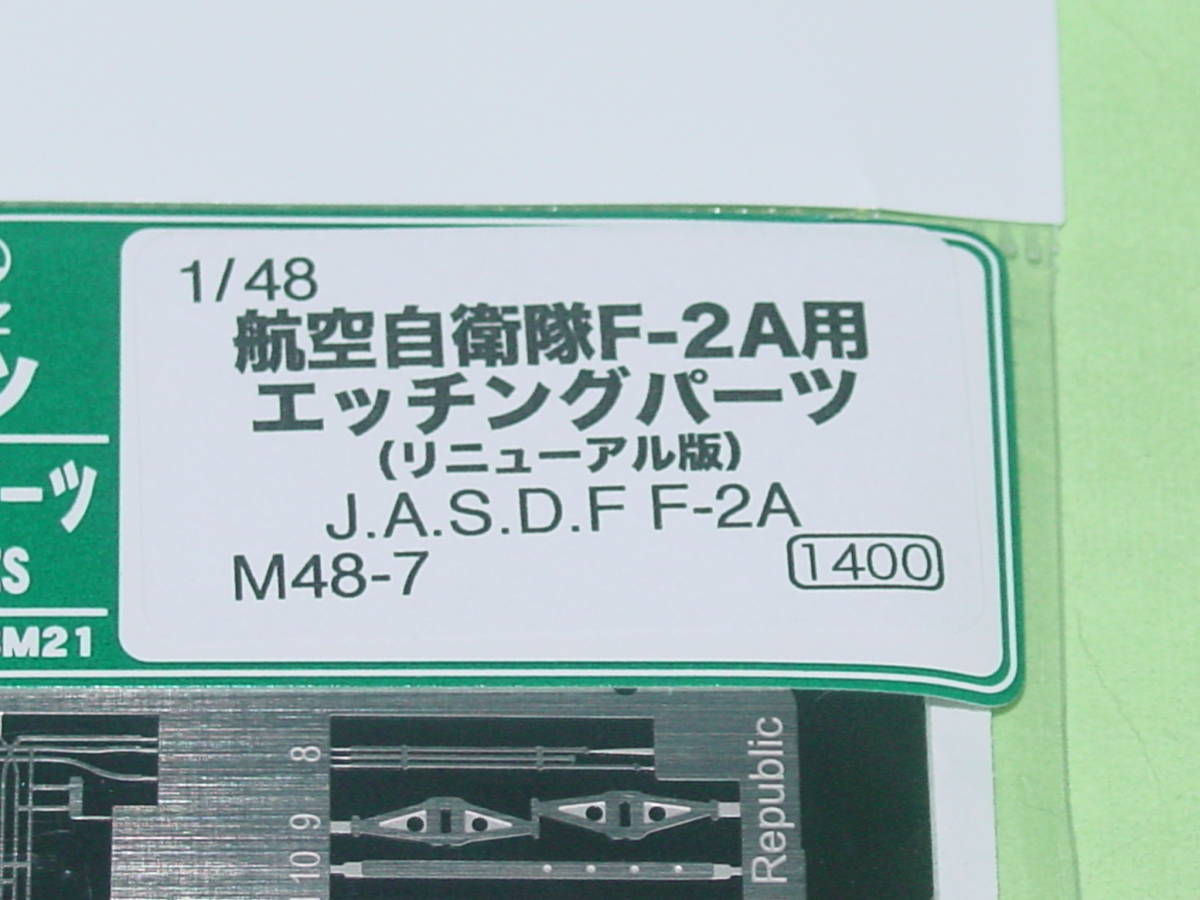 1/48
航空自衛隊F-2A用
エッチングパーツ
(リニューアル版)
J.A.S.D.F F-2A
M48-7
1400
ン
ーツ
M21
8
9
10
Republic